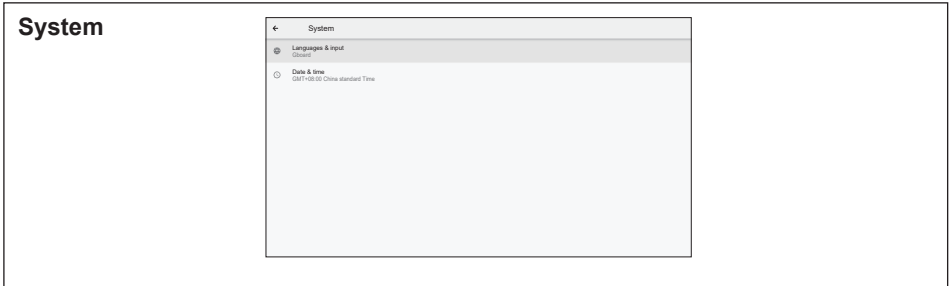 System
System
Languages & input
Gboard
Date & time
GMT+08:00 China standard Time